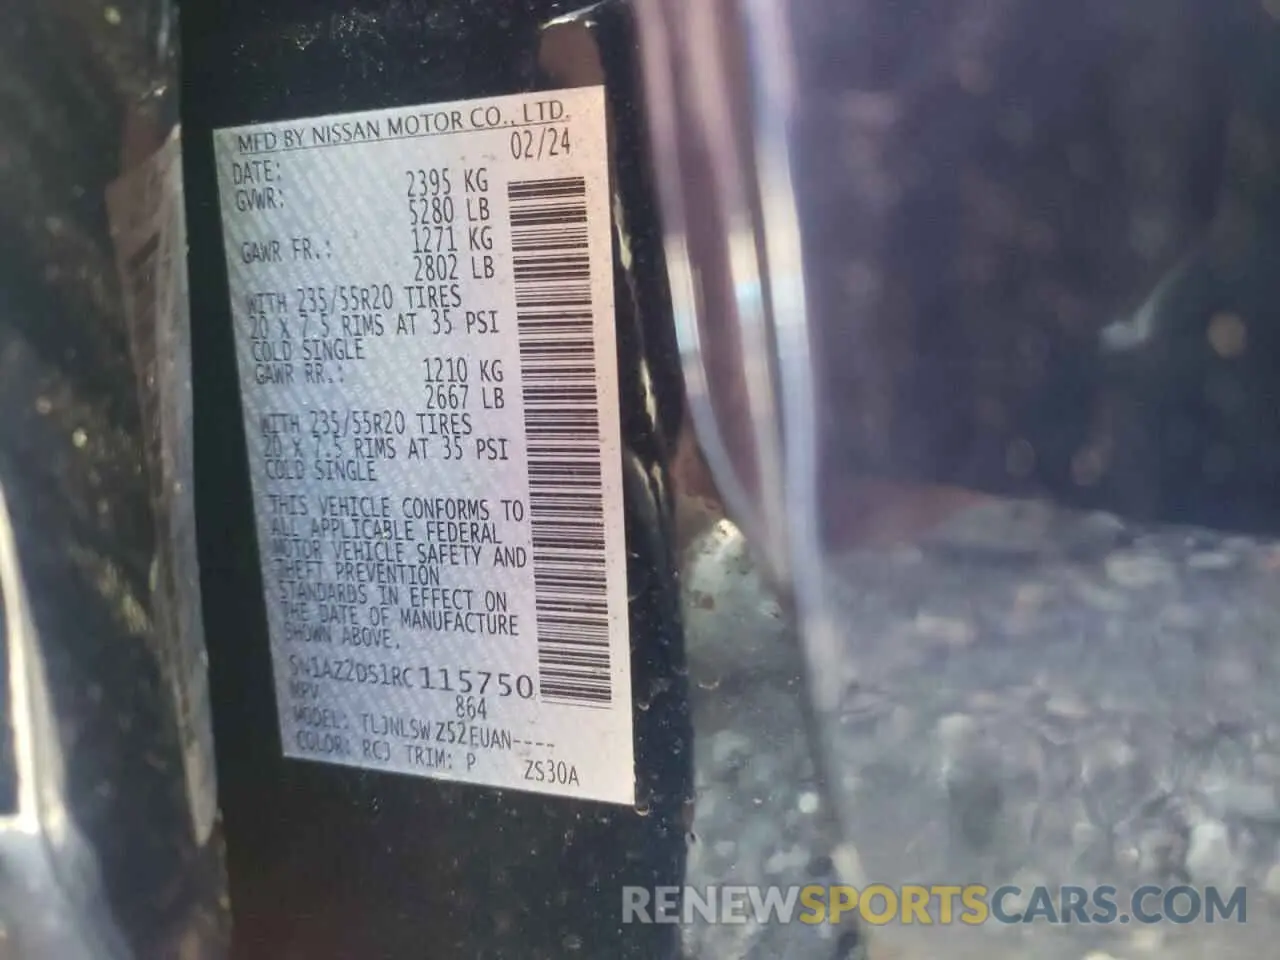 MFD BY NISSAN MOTOR CO., LTD.
DATE: 02/24
GVWR: 2395 KG
5280 LB
GAWR FR.: 1271 KG
2802 LB
WITH 235/55R20 TIRES
20 X 7.5 RIMS AT 35 PSI
COLD SINGLE
GAWR RR.: 1210 KG
2667 LB
WITH 235/55R20 TIRES
20 X 7.5 RIMS AT 35 PSI
COLD SINGLE
THIS VEHICLE CONFORMS TO
ALL APPLICABLE FEDERAL
MOTOR VEHICLE SAFETY AND
THEFT PREVENTION
STANDARDS IN EFFECT ON
THE DATE OF MANUFACTURE
SHOWN ABOVE.
5N1AZ2DS1RC115750
MPV 864
MODEL: TLJNLSWZ52EUAN----
COLOR: RCJ TRIM: P ZS30A
RENEWSPORTSCARS.COM